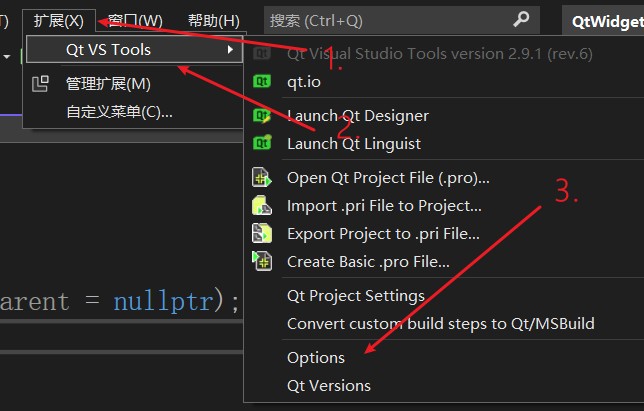 扩展(X) 窗口(W) 帮助(H) 搜索 (Ctrl+Q) QtWidget
Qt VS Tools
管理扩展(M)
自定义菜单(C)...
1.
2.
3.
Qt Visual Studio Tools version 2.9.1 (rev.6)
qt.io
Launch Qt Designer
Launch Qt Linguist
Open Qt Project File (.pro)...
Import .pri File to Project...
Export Project to .pri File...
Create Basic .pro File...
Qt Project Settings
Convert custom build steps to Qt/MSBuild
Options
Qt Versions
arent = nullptr);